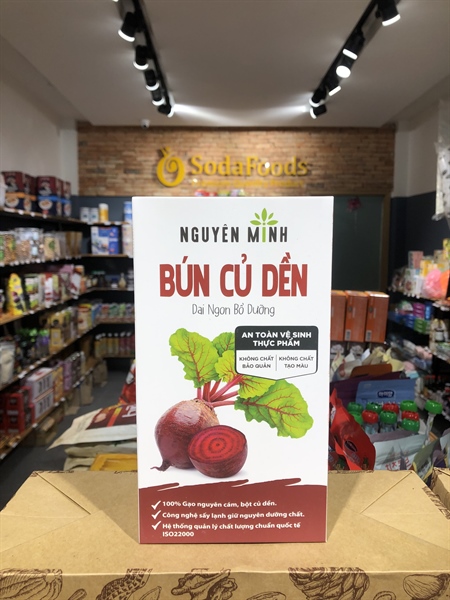 SodaFoods
NGUYÊN MINH
BÚN CỦ DỀN
Dai Ngon Bổ Dưỡng
AN TOÀN VỆ SINH
THỰC PHẨM
KHÔNG CHẤT
BẢO QUẢN
KHÔNG CHẤT
TẠO MÀU
100% Gạo nguyên cám, bột củ dền.
Công nghệ sấy lạnh giữ nguyên dưỡng chất.
Hệ thống quản lý chất lượng chuẩn quốc tế
ISO22000